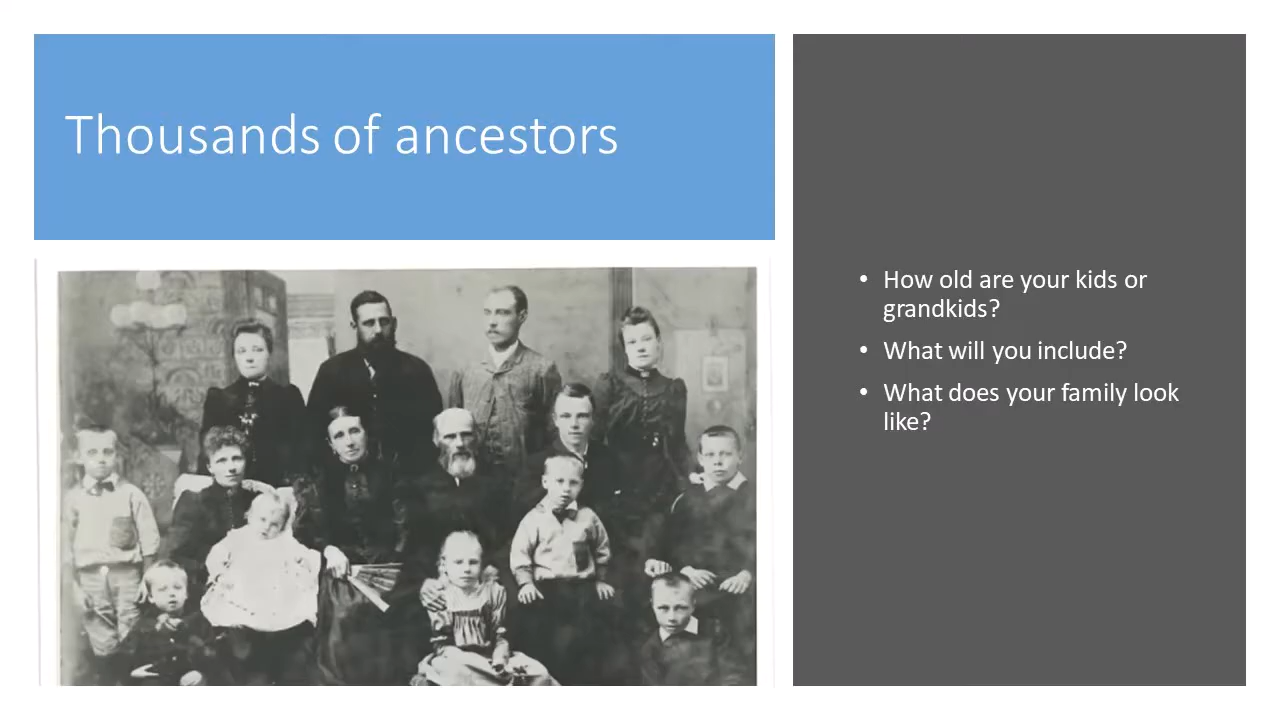 Thousands of ancestors
• How old are your kids or
grandkids?
• What will you include?
• What does your family look
like?